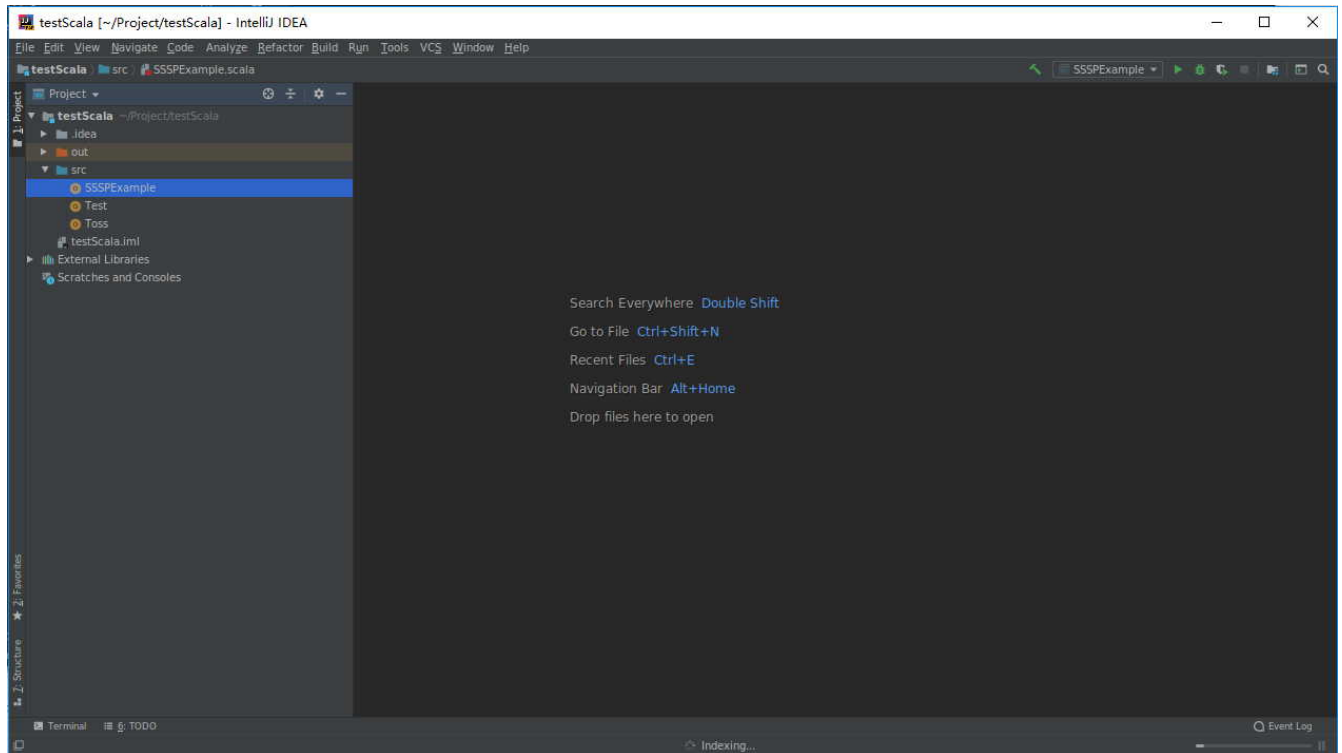 testScala [~/Project/testScala] - IntelliJ IDEA
File Edit View Navigate Code Analyze Refactor Build Run Tools VCS Window Help
testScala src SSSPExample.scala
SSSPExample
1: Project
Project
testScala ~/Project/testScala
.idea
out
src
SSSPExample
Test
Toss
testScala.iml
External Libraries
Scratches and Consoles
Search Everywhere Double Shift
Go to File Ctrl+Shift+N
Recent Files Ctrl+E
Navigation Bar Alt+Home
Drop files here to open
2: Favorites
7: Structure
Terminal 6: TODO
Event Log
Indexing...